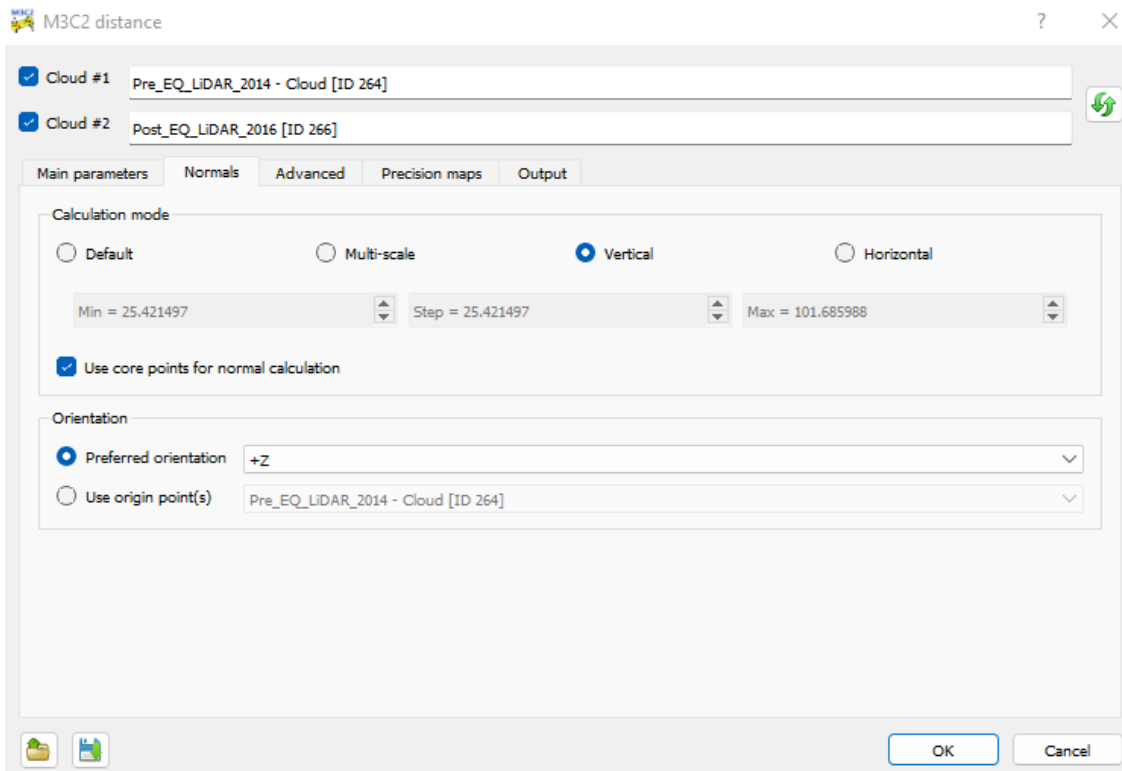 M3C2 M3C2 distance ?
Cloud #1 Pre_EQ_LiDAR_2014 - Cloud [ID 264]
Cloud #2 Post_EQ_LiDAR_2016 [ID 266]
Main parameters Normals Advanced Precision maps Output
Calculation mode
Default Multi-scale Vertical Horizontal
Min = 25.421497 Step = 25.421497 Max = 101.685988
Use core points for normal calculation
Orientation
Preferred orientation +Z
Use origin point(s) Pre_EQ_LiDAR_2014 - Cloud [ID 264]
OK Cancel